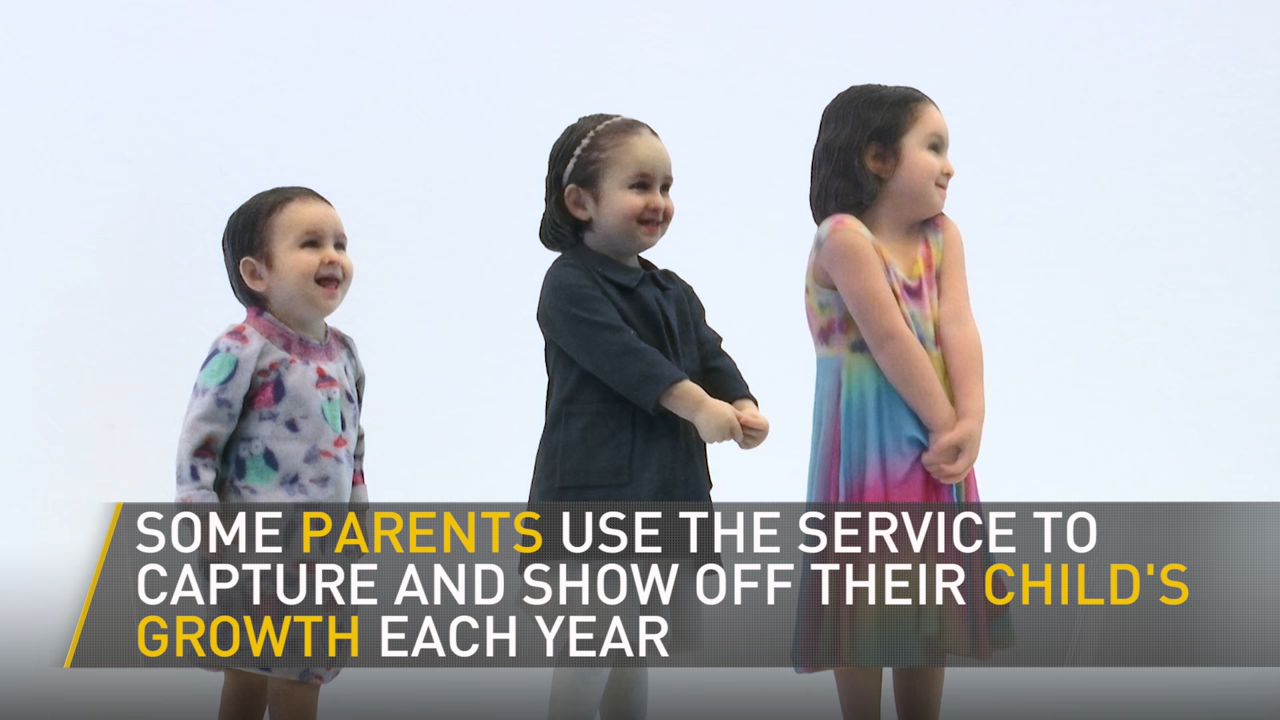 SOME PARENTS USE THE SERVICE TO
CAPTURE AND SHOW OFF THEIR CHILD'S
GROWTH EACH YEAR